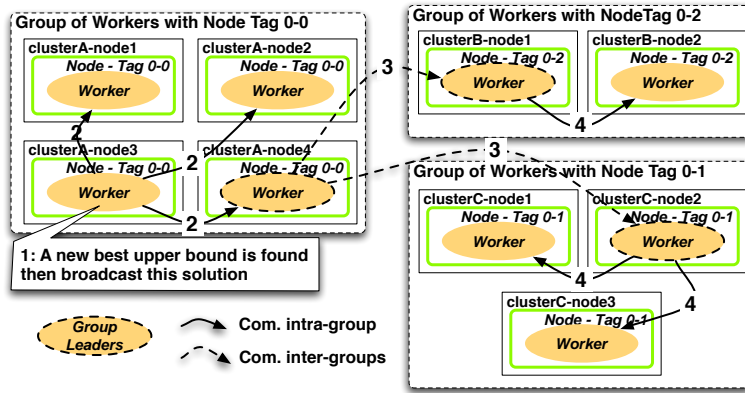 Group of Workers with Node Tag 0-0
clusterA-node1
Node - Tag 0-0
Worker
clusterA-node2
Node - Tag 0-0
Worker
2
2
clusterA-node3
Node - Tag 0-0
Worker
clusterA-node4
Node - Tag 0-0
Worker
2
1: A new best upper bound is found
then broadcast this solution
3
Group of Workers with NodeTag 0-2
clusterB-node1
Node - Tag 0-2
Worker
clusterB-node2
Node - Tag 0-2
Worker
4
3
Group of Workers with Node Tag 0-1
clusterC-node1
Node - Tag 0-1
Worker
clusterC-node2
Node - Tag 0-1
Worker
4
4
clusterC-node3
Node - Tag 0-1
Worker
Group
Leaders
Com. intra-group
Com. inter-groups